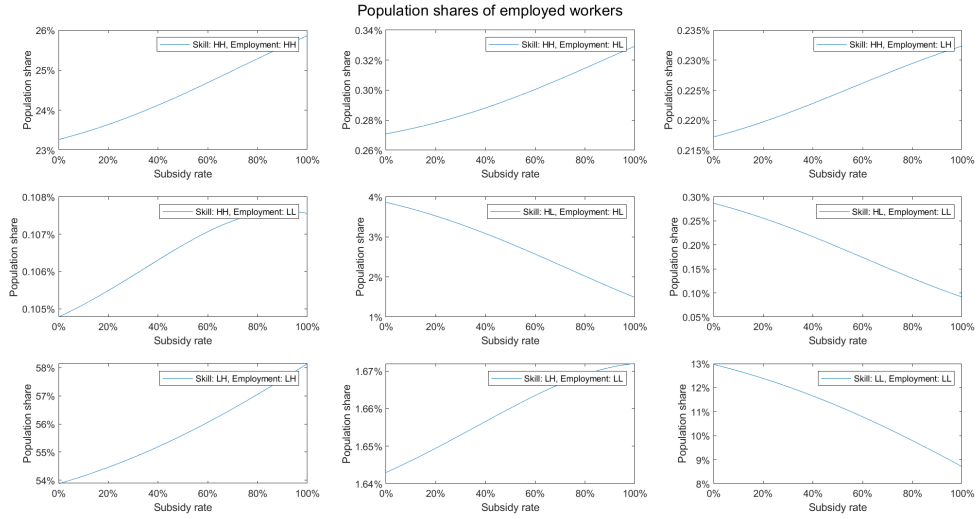 Population shares of employed workers
26%
25%
24%
23%
Population share
Skill: HH, Employment: HH
0% 20% 40% 60% 80% 100%
Subsidy rate
0.34%
0.32%
0.30%
0.28%
0.26%
Population share
Skill: HH, Employment: HL
0% 20% 40% 60% 80% 100%
Subsidy rate
0.235%
0.230%
0.225%
0.220%
0.215%
Population share
Skill: HH, Employment: LH
0% 20% 40% 60% 80% 100%
Subsidy rate
0.108%
0.107%
0.106%
0.105%
Population share
Skill: HH, Employment: LL
0% 20% 40% 60% 80% 100%
Subsidy rate
4%
3%
2%
1%
Population share
Skill: HL, Employment: HL
0% 20% 40% 60% 80% 100%
Subsidy rate
0.30%
0.25%
0.20%
0.15%
0.10%
0.05%
Population share
Skill: HL, Employment: LL
0% 20% 40% 60% 80% 100%
Subsidy rate
58%
57%
56%
55%
54%
Population share
Skill: LH, Employment: LH
0% 20% 40% 60% 80% 100%
Subsidy rate
1.67%
1.66%
1.65%
1.64%
Population share
Skill: LH, Employment: LL
0% 20% 40% 60% 80% 100%
Subsidy rate
13%
12%
11%
10%
9%
8%
Population share
Skill: LL, Employment: LL
0% 20% 40% 60% 80% 100%
Subsidy rate